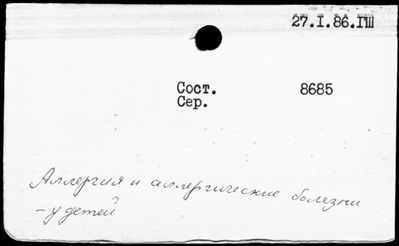 27.I.86.ГШ
Сост. 8685
Сер.
Аллергия и аллергические болезни
- у детей